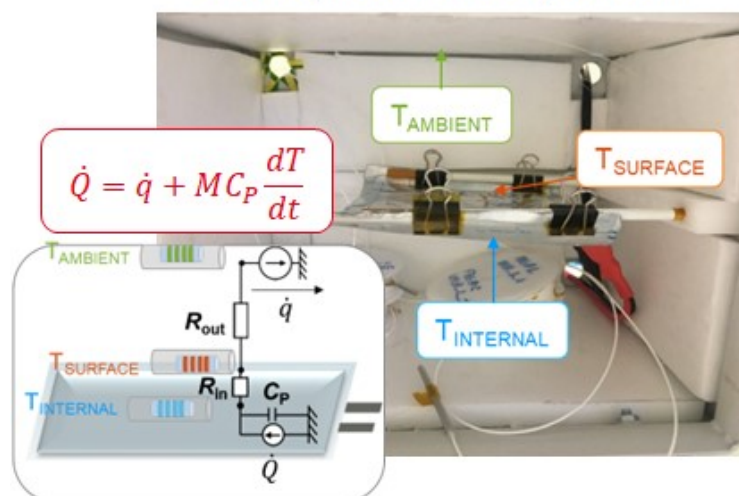 T_AMBIENT
T_SURFACE
Q̇ = q̇ + MC_P dT/dt
T_AMBIENT
q̇
R_out
T_INTERNAL
T_SURFACE
R_in
T_INTERNAL
C_P
Q̇